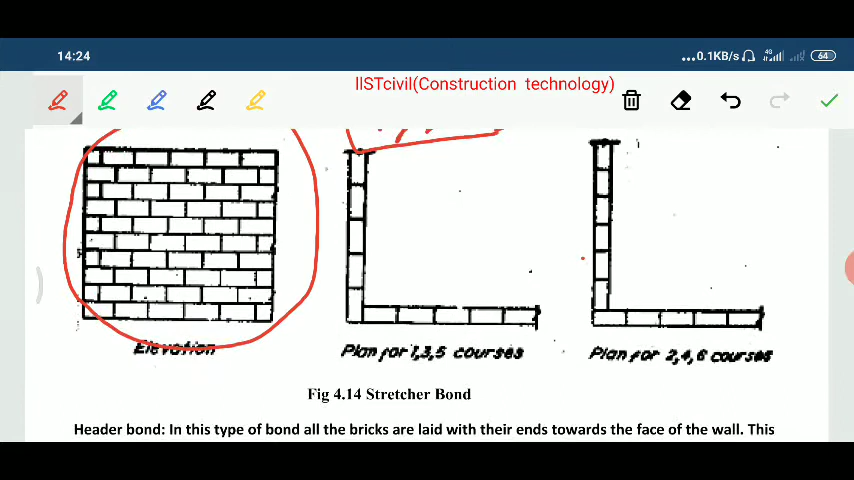 14:24
...0.1KB/s 4G 64
IISTcivil(Construction technology)
Elevation
Plan for 1,3,5 courses
Plan for 2,4,6 courses
Fig 4.14 Stretcher Bond
Header bond: In this type of bond all the bricks are laid with their ends towards the face of the wall. This